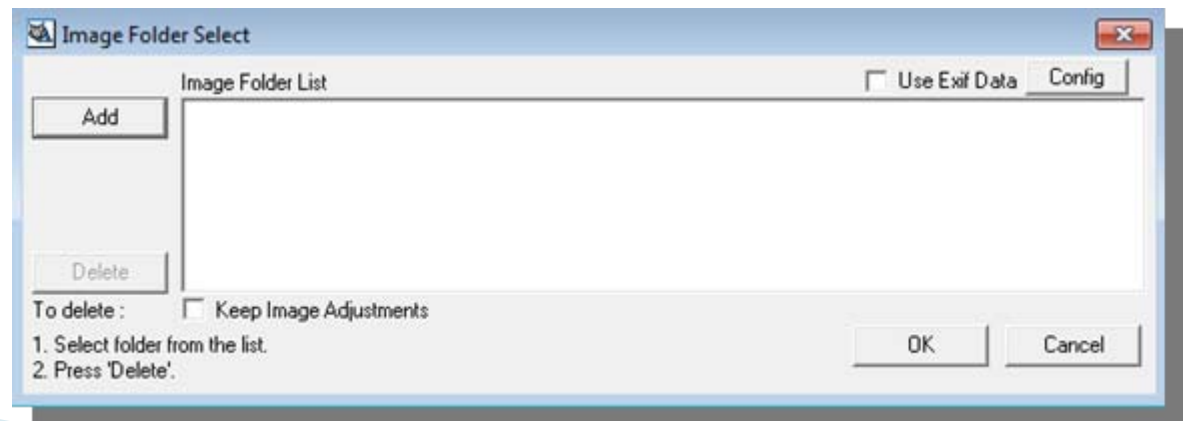 Image Folder Select
Image Folder List
Use Exif Data
Config
Add
Delete
To delete :
Keep Image Adjustments
1. Select folder from the list.
2. Press 'Delete'.
OK
Cancel